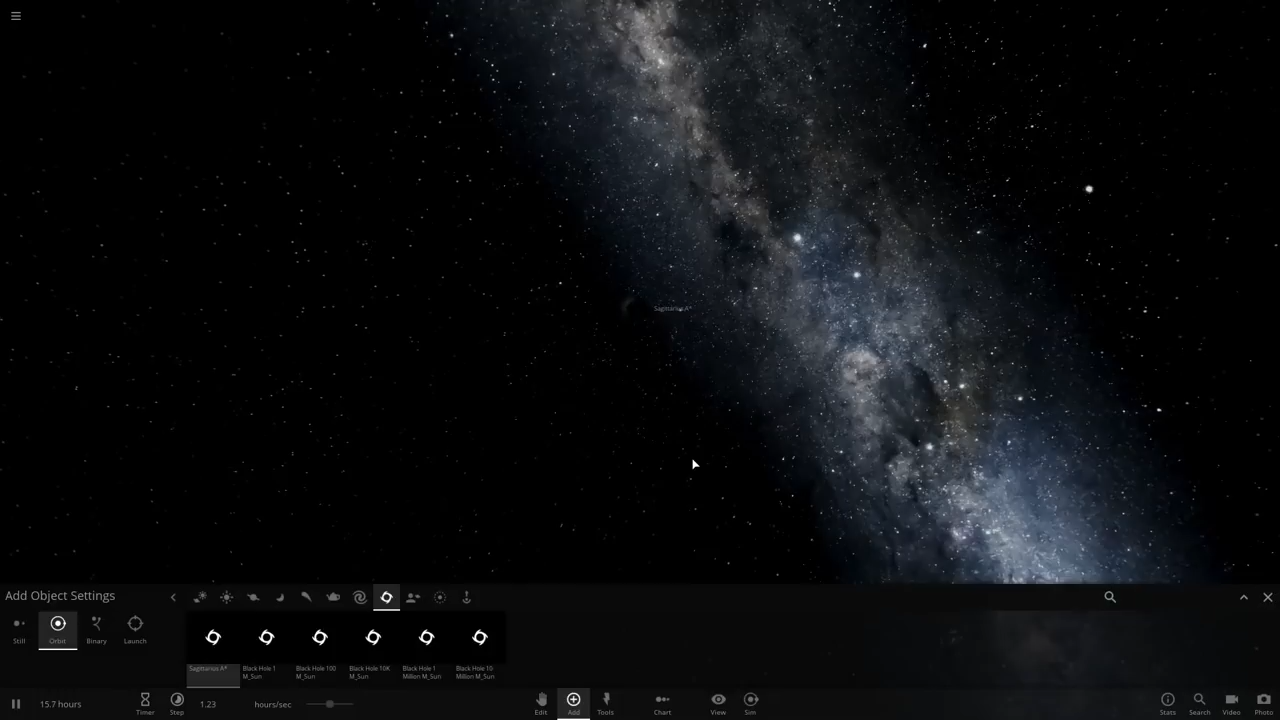 Sagittarius A*
Add Object Settings
Still
Orbit
Binary
Launch
Sagittarius A*
Black Hole 1
M_Sun
Black Hole 100
M_Sun
Black Hole 10K
M_Sun
Black Hole 1
Million M_Sun
Black Hole 10
Million M_Sun
15.7 hours
Timer
Step
1.23
hours/sec
Edit
Add
Tools
Chart
View
Sim
Stats
Search
Video
Photo